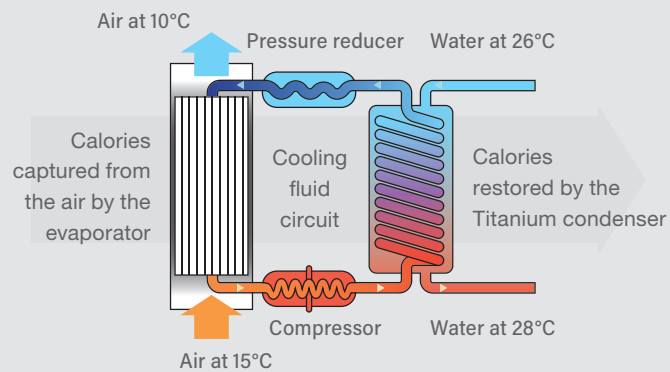 Air at 10°C
Pressure reducer
Water at 26°C
Calories
captured from
the air by the
evaporator
Cooling
fluid
circuit
Calories
restored by the
Titanium condenser
Compressor
Water at 28°C
Air at 15°C